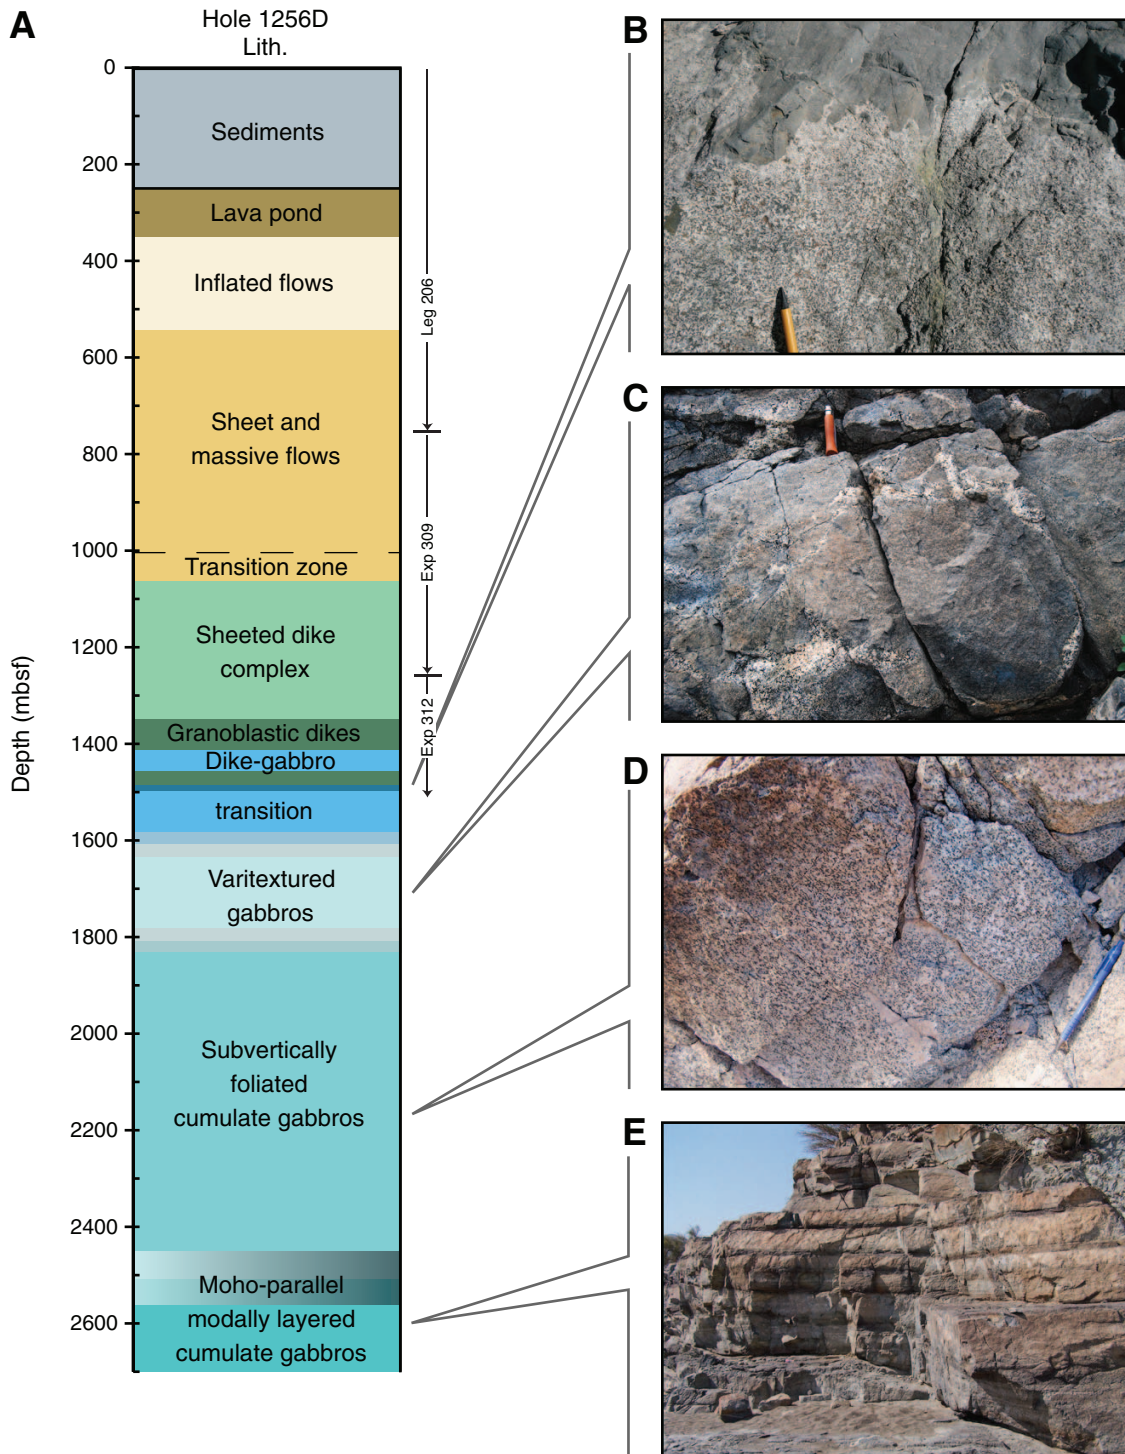 A
Hole 1256D
Lith.
Depth (mbsf)
0
200
400
600
800
1000
1200
1400
1600
1800
2000
2200
2400
2600
Sediments
Lava pond
Inflated flows
Sheet and
massive flows
Transition zone
Sheeted dike
complex
Granoblastic dikes
Dike-gabbro
transition
Varitextured
gabbros
Subvertically
foliated
cumulate gabbros
Moho-parallel
modally layered
cumulate gabbros
Leg 206
Exp 309
Exp 312
B
C
D
E